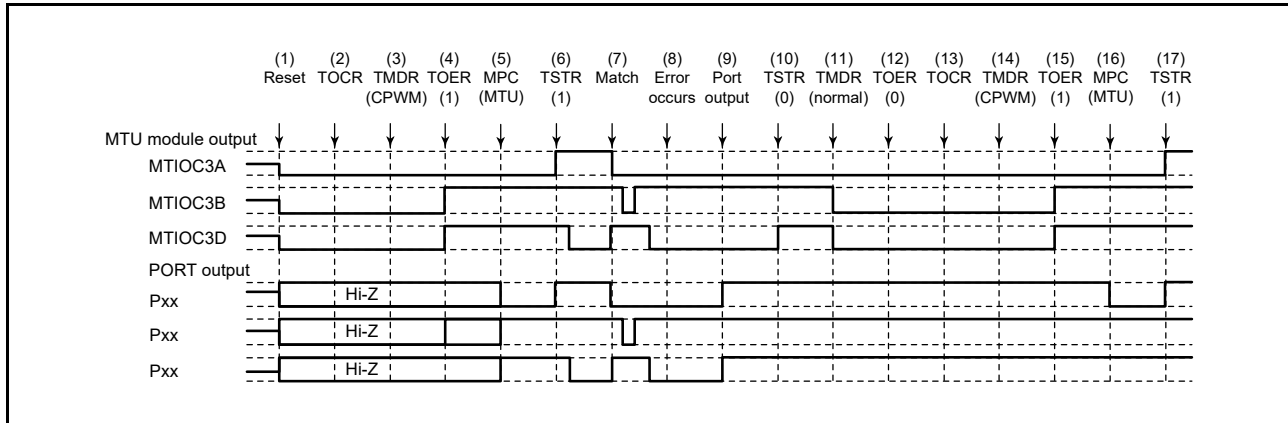 (1) (2) (3) (4) (5) (6) (7) (8) (9) (10) (11) (12) (13) (14) (15) (16) (17)
Reset TOCR TMDR TOER MPC TSTR Match Error Port TSTR TMDR TOER TOCR TMDR TOER MPC TSTR
(CPWM) (1) (MTU) (1) occurs output (0) (normal) (0) (CPWM) (1) (MTU) (1)
MTU module output
MTIOC3A
MTIOC3B
MTIOC3D
PORT output
Pxx Hi-Z
Pxx Hi-Z
Pxx Hi-Z